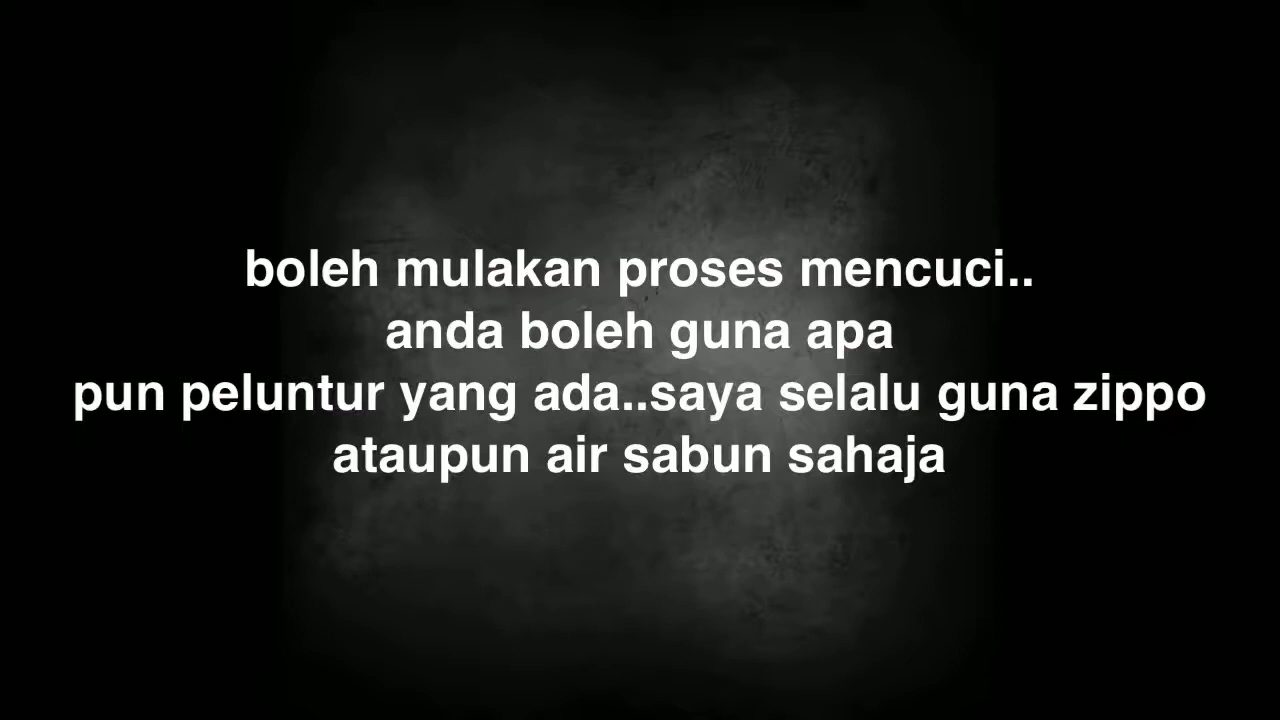 boleh mulakan proses mencuci..
anda boleh guna apa
pun peluntur yang ada..saya selalu guna zippo
ataupun air sabun sahaja